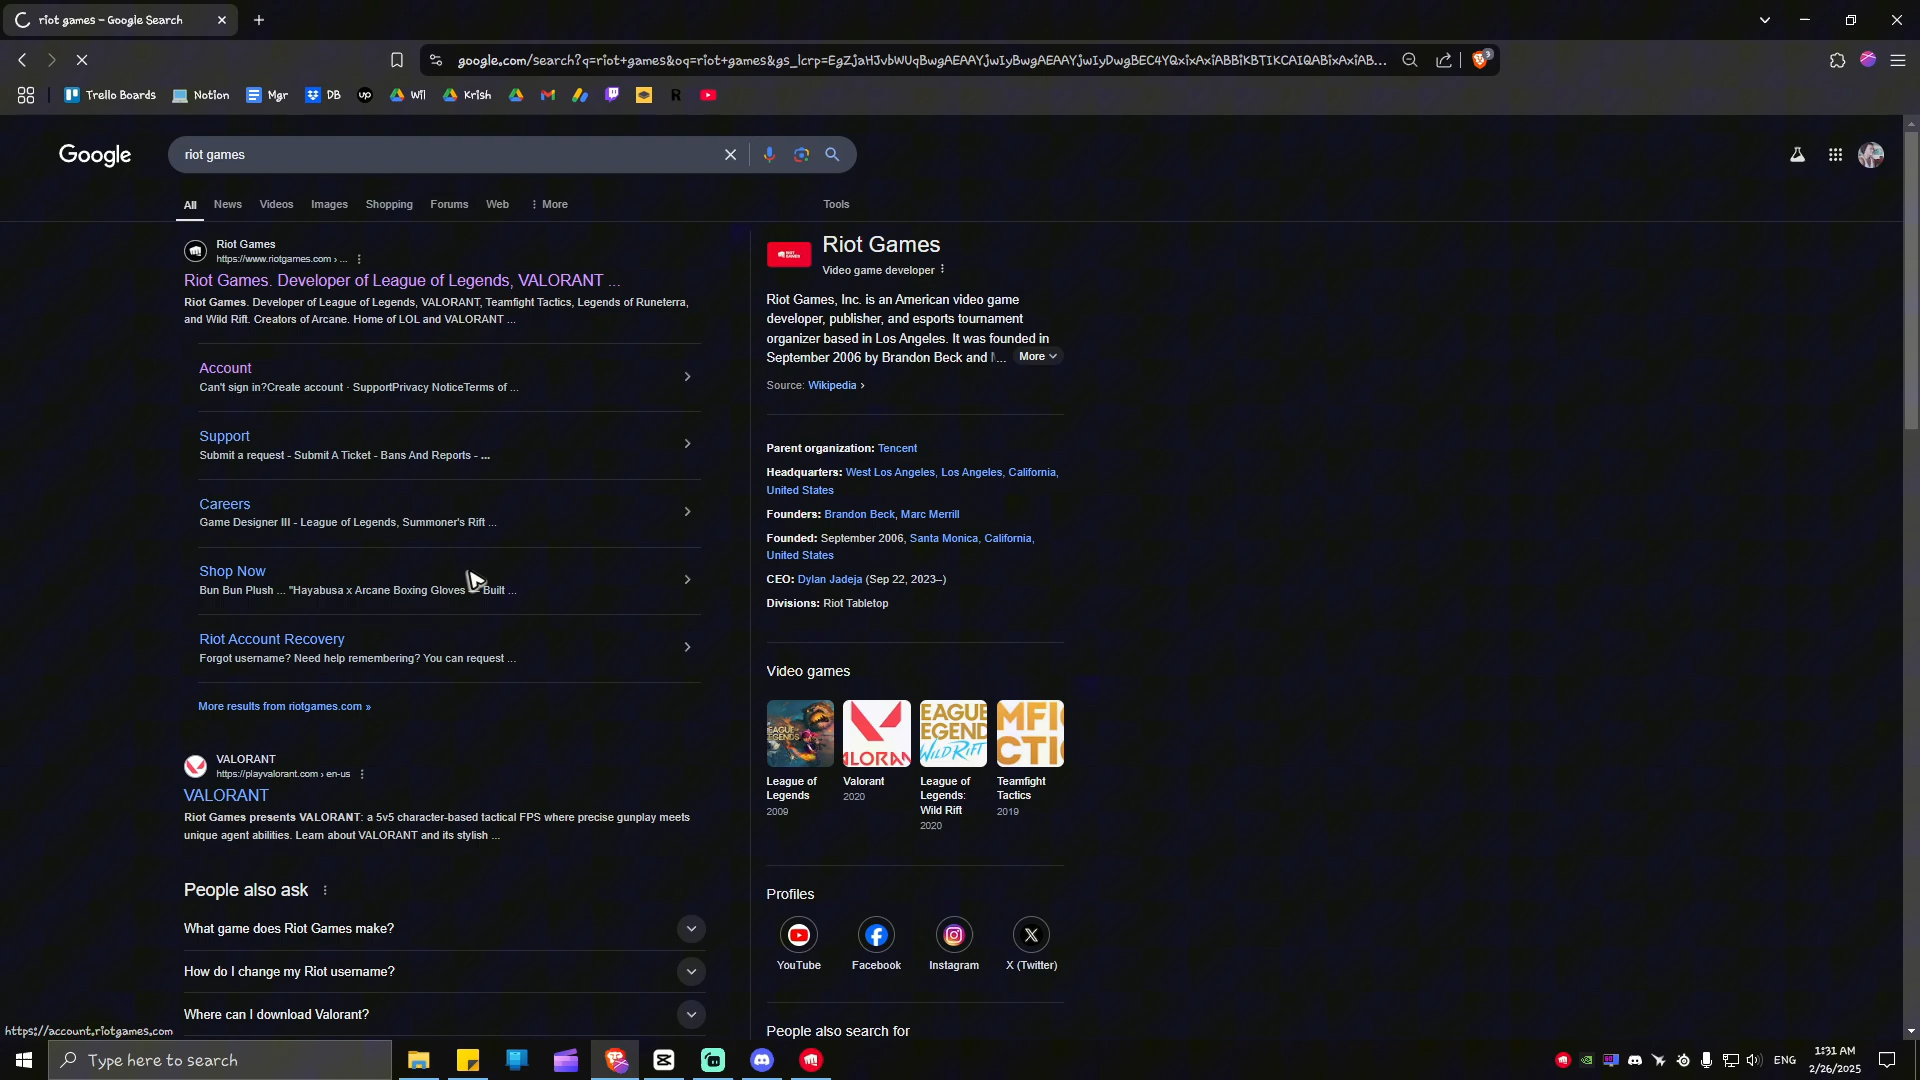 riot games - Google Search
google.com/search?q=riot+games&oq=riot+games&gs_lcrp=EgZjaHJvbWUqBwgAEAAYjwIyBwgAEAAYjwIyDwgBEC4YQxixAxiABBiKBTIKCAIQABixAxiAB...
3
Trello Boards
Notion
Mgr
DB
Wil
Krish
Google
riot games
All
News
Videos
Images
Shopping
Forums
Web
More
Tools
Riot Games
https://www.riotgames.com › ...
Riot Games. Developer of League of Legends, VALORANT ...
Riot Games. Developer of League of Legends, VALORANT, Teamfight Tactics, Legends of Runeterra,
and Wild Rift. Creators of Arcane. Home of LOL and VALORANT ...
Account
Can't sign in?Create account · SupportPrivacy NoticeTerms of ...
Support
Submit a request - Submit A Ticket - Bans And Reports - ...
Careers
Game Designer III - League of Legends, Summoner's Rift ...
Shop Now
Bun Bun Plush ... "Hayabusa x Arcane Boxing Gloves Built ...
Riot Account Recovery
Forgot username? Need help remembering? You can request ...
More results from riotgames.com »
VALORANT
https://playvalorant.com › en-us
VALORANT
Riot Games presents VALORANT: a 5v5 character-based tactical FPS where precise gunplay meets
unique agent abilities. Learn about VALORANT and its stylish ...
People also ask
What game does Riot Games make?
How do I change my Riot username?
Where can I download Valorant?
Riot Games
Video game developer
Riot Games, Inc. is an American video game
developer, publisher, and esports tournament
organizer based in Los Angeles. It was founded in
September 2006 by Brandon Beck and ... More
Source: Wikipedia ›
Parent organization: Tencent
Headquarters: West Los Angeles, Los Angeles, California,
United States
Founders: Brandon Beck, Marc Merrill
Founded: September 2006, Santa Monica, California,
United States
CEO: Dylan Jadeja (Sep 22, 2023–)
Divisions: Riot Tabletop
Video games
League of
Legends
2009
Valorant
2020
League of
Legends:
Wild Rift
2020
Teamfight
Tactics
2019
Profiles
YouTube
Facebook
Instagram
X (Twitter)
People also search for
https://account.riotgames.com
Type here to search
ENG
1:31 AM
2/26/2025